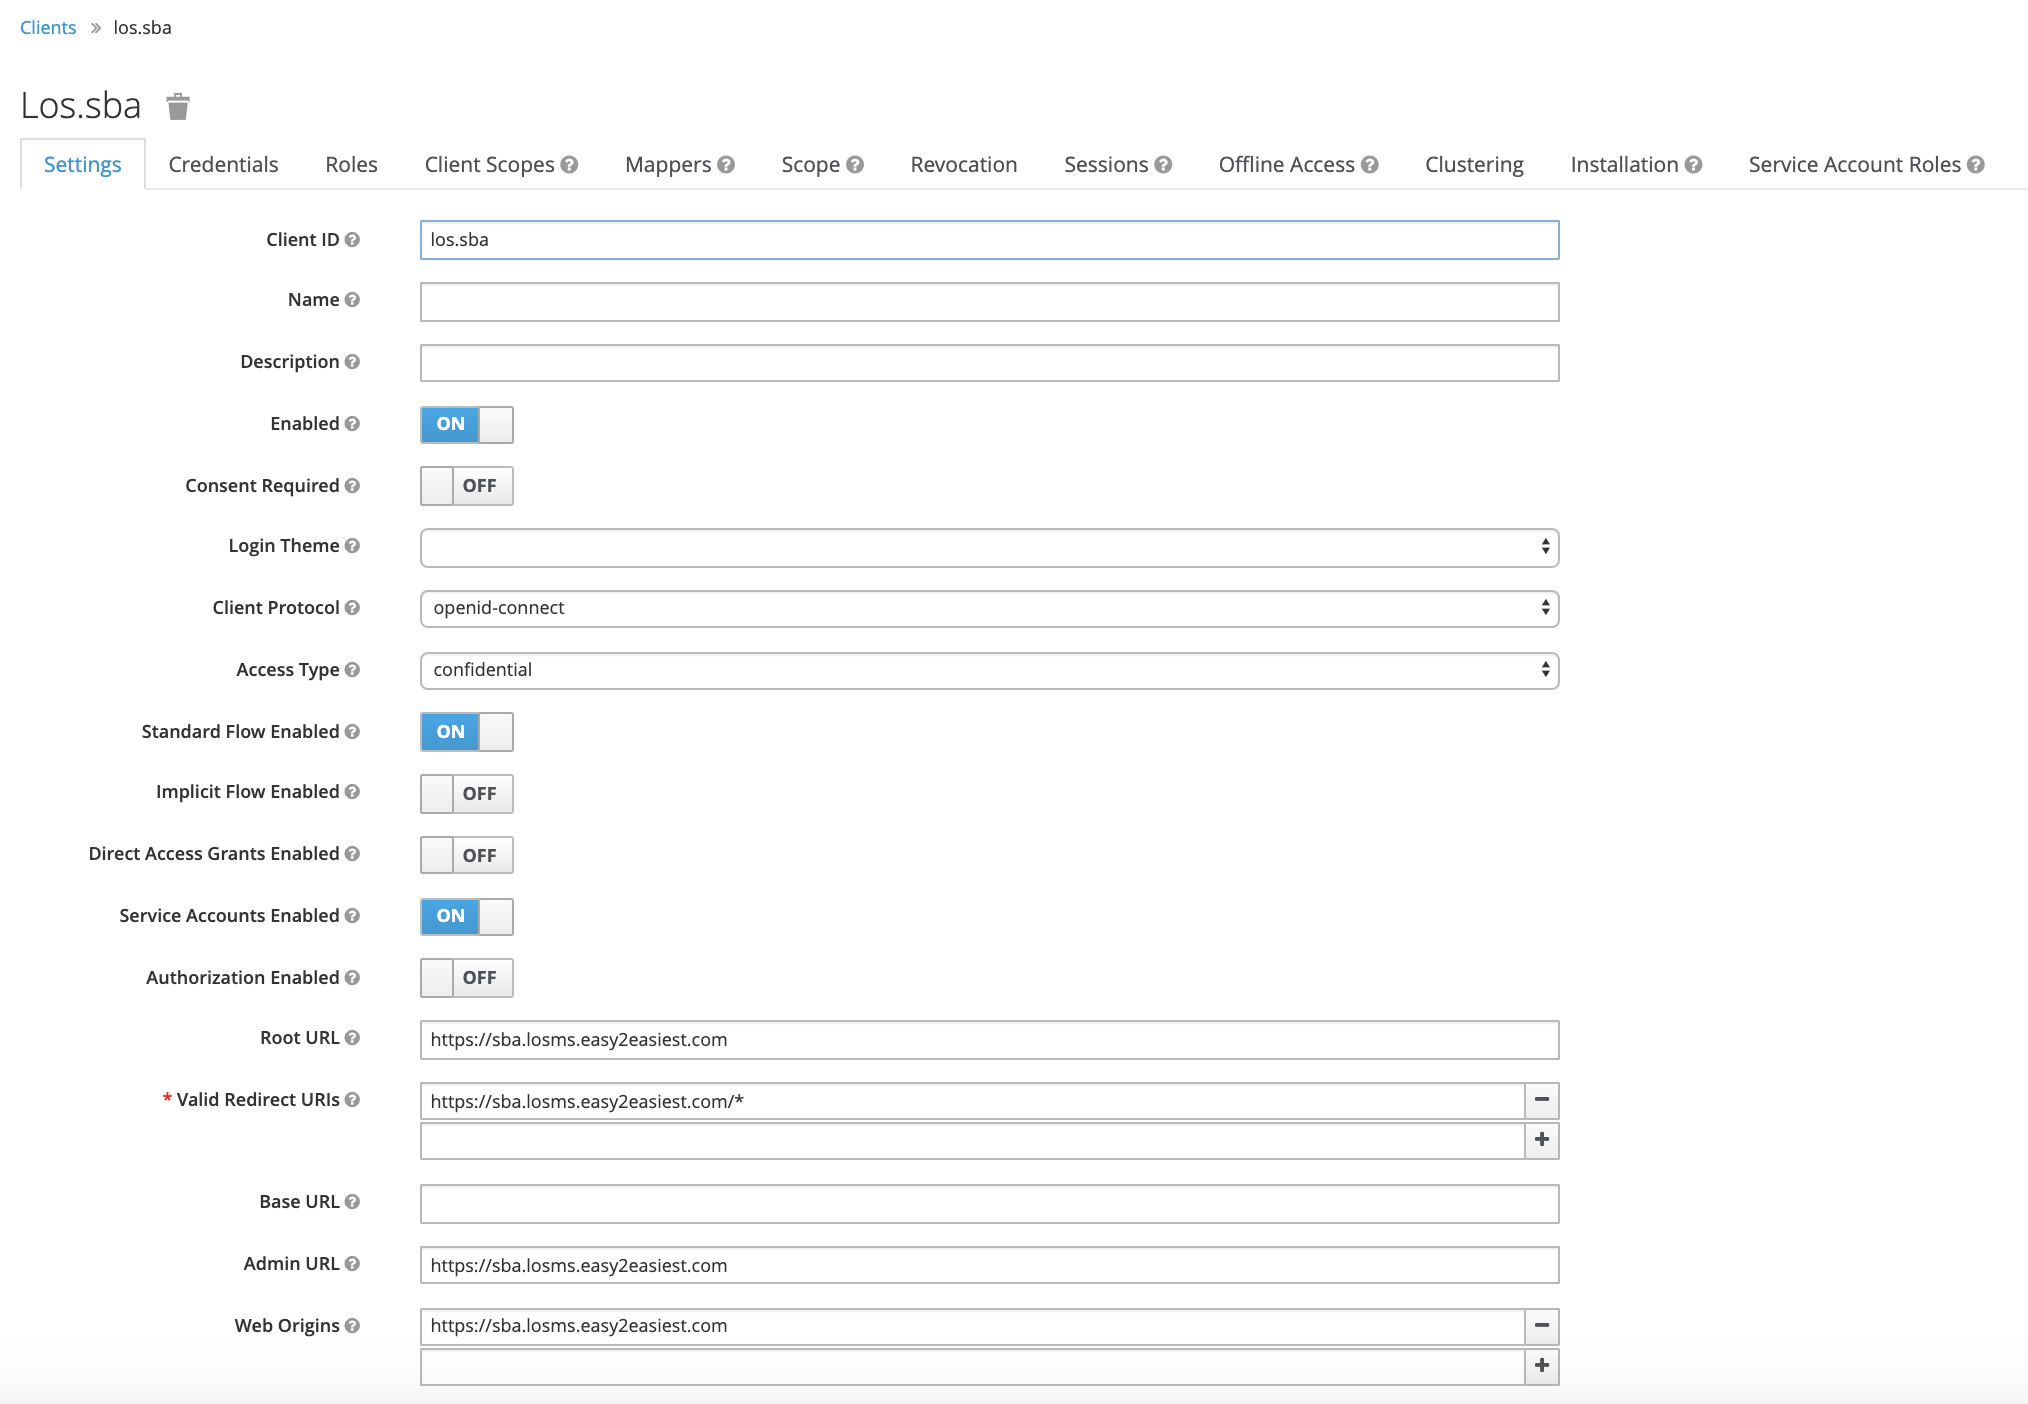 Clients » los.sba
Los.sba
Settings Credentials Roles Client Scopes Mappers Scope Revocation Sessions Offline Access Clustering Installation Service Account Roles
Client ID los.sba
Name
Description
Enabled ON
Consent Required OFF
Login Theme
Client Protocol openid-connect
Access Type confidential
Standard Flow Enabled ON
Implicit Flow Enabled OFF
Direct Access Grants Enabled OFF
Service Accounts Enabled ON
Authorization Enabled OFF
Root URL https://sba.losms.easy2easiest.com
* Valid Redirect URIs https://sba.losms.easy2easiest.com/*
Base URL
Admin URL https://sba.losms.easy2easiest.com
Web Origins https://sba.losms.easy2easiest.com